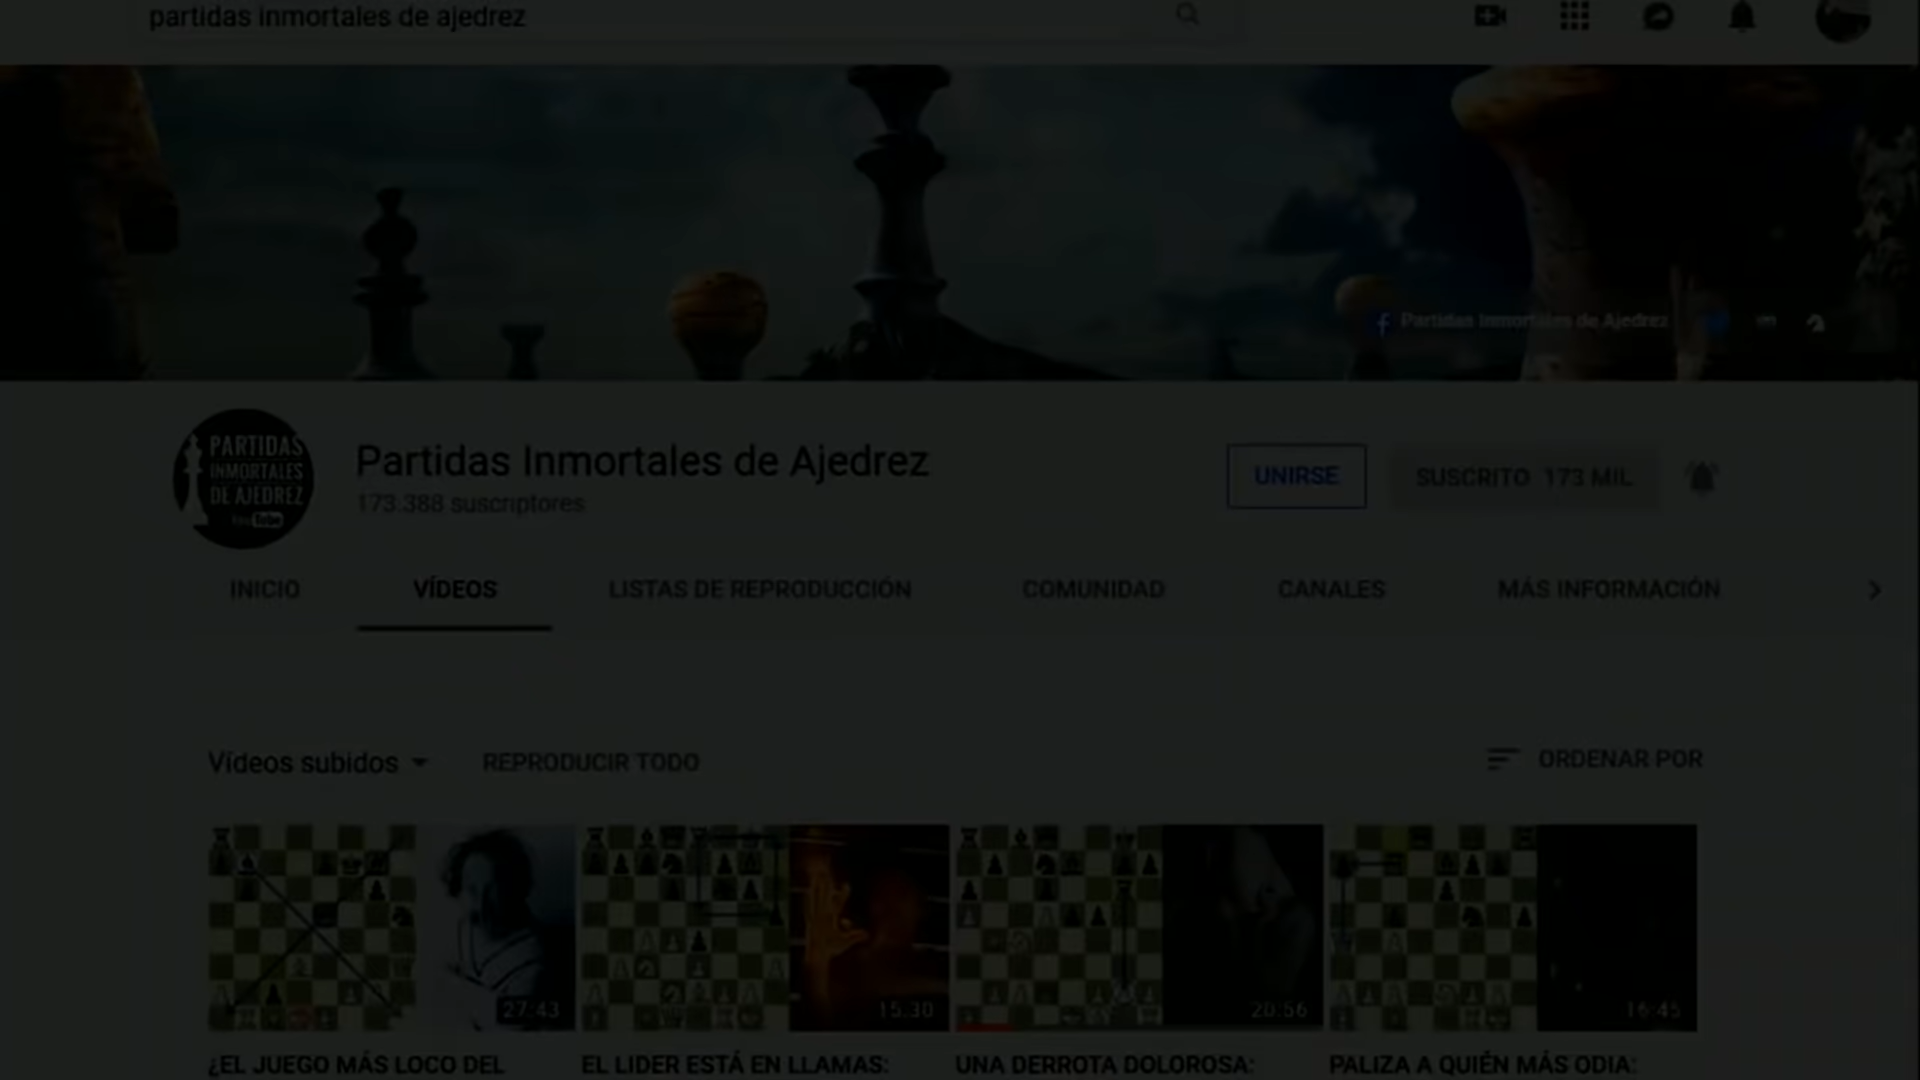 partidas inmortales de ajedrez
Partidas Inmortales de Ajedrez
PARTIDAS
INMORTALES
DE AJEDREZ
YouTube
Partidas Inmortales de Ajedrez
173.388 suscriptores
UNIRSE
SUSCRITO 173 MIL
INICIO
VÍDEOS
LISTAS DE REPRODUCCIÓN
COMUNIDAD
CANALES
MÁS INFORMACIÓN
Vídeos subidos
REPRODUCIR TODO
ORDENAR POR
27:43
15:30
20:56
16:45
¿EL JUEGO MÁS LOCO DEL
EL LIDER ESTÁ EN LLAMAS:
UNA DERROTA DOLOROSA:
PALIZA A QUIÉN MÁS ODIA: